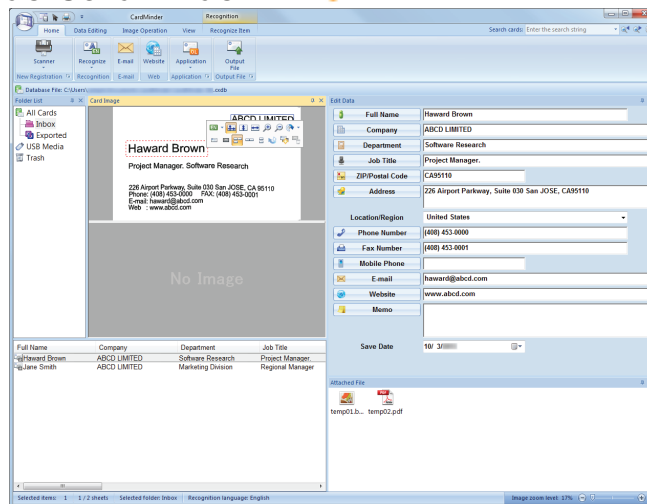 CardMinder
Recognition
Home Data Editing Image Operation View Recognize Item
Search cards: Enter the search string
Scanner Recognize E-mail Website Application Output File
New Registration Recognition E-mail Web Application Output File
Database File: C:\Users\ .cxdb
Folder List
Card Image
Edit Data
All Cards
Inbox
Exported
USB Media
Trash
ABCD LIMITED
Haward Brown
Project Manager. Software Research
226 Airport Parkway, Suite 030 San JOSE, CA 95110
Phone: (408) 453-0000 FAX: (408) 453-0001
E-mail: haward@abcd.com
Web : www.abcd.com
No Image
Full Name Haward Brown
Company ABCD LIMITED
Department Software Research
Job Title Project Manager.
ZIP/Postal Code CA95110
Address 226 Airport Parkway, Suite 030 San JOSE, CA95110
Location/Region United States
Phone Number (408) 453-0000
Fax Number (408) 453-0001
Mobile Phone
E-mail haward@abcd.com
Website www.abcd.com
Memo
Save Date 10/ 3/
Full Name Company Department Job Title
Haward Brown ABCD LIMITED Software Research Project Manager.
Jane Smith ABCD LIMITED Marketing Division Regional Manager
Attached File
temp01.b... temp02.pdf
Selected items: 1 1 / 2 sheets Selected folder: Inbox Recognition language: English
Image zoom level 17%